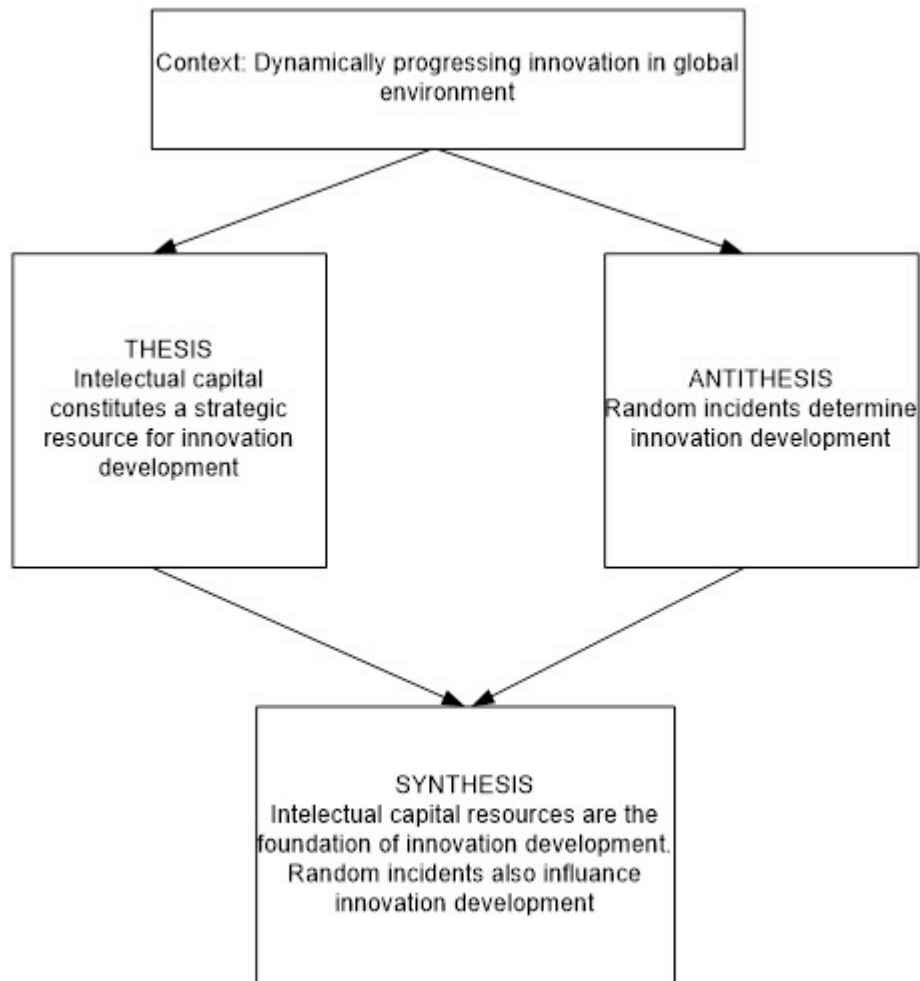 Context: Dynamically progressing innovation in global
environment
THESIS
Intelectual capital
constitutes a strategic
resource for innovation
development
ANTITHESIS
Random incidents determine
innovation development
SYNTHESIS
Intelectual capital resources are the
foundation of innovation development.
Random incidents also influance
innovation development